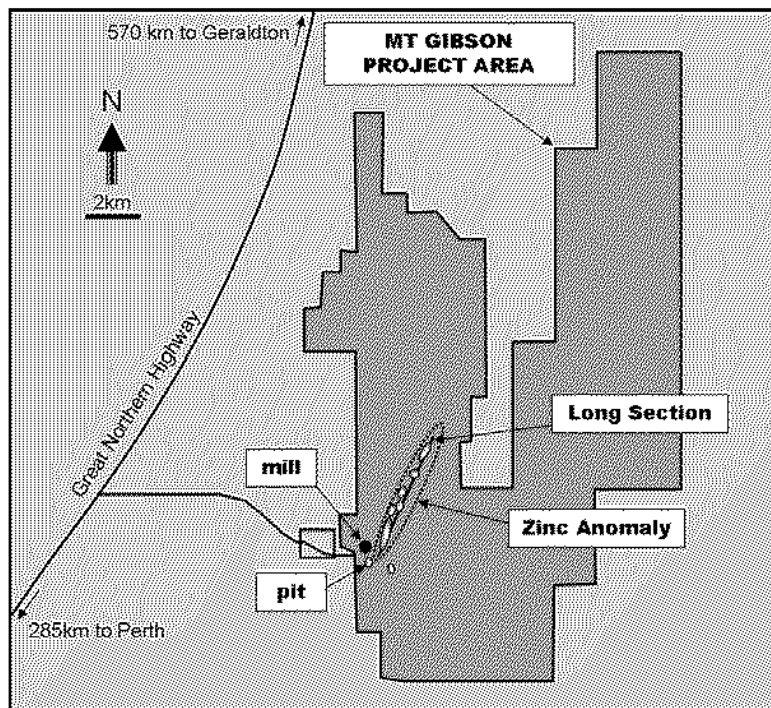 570 km to Geraldton
MT GIBSON
PROJECT AREA
N
2km
Great Northern Highway
Long Section
mill
Zinc Anomaly
pit
285km to Perth